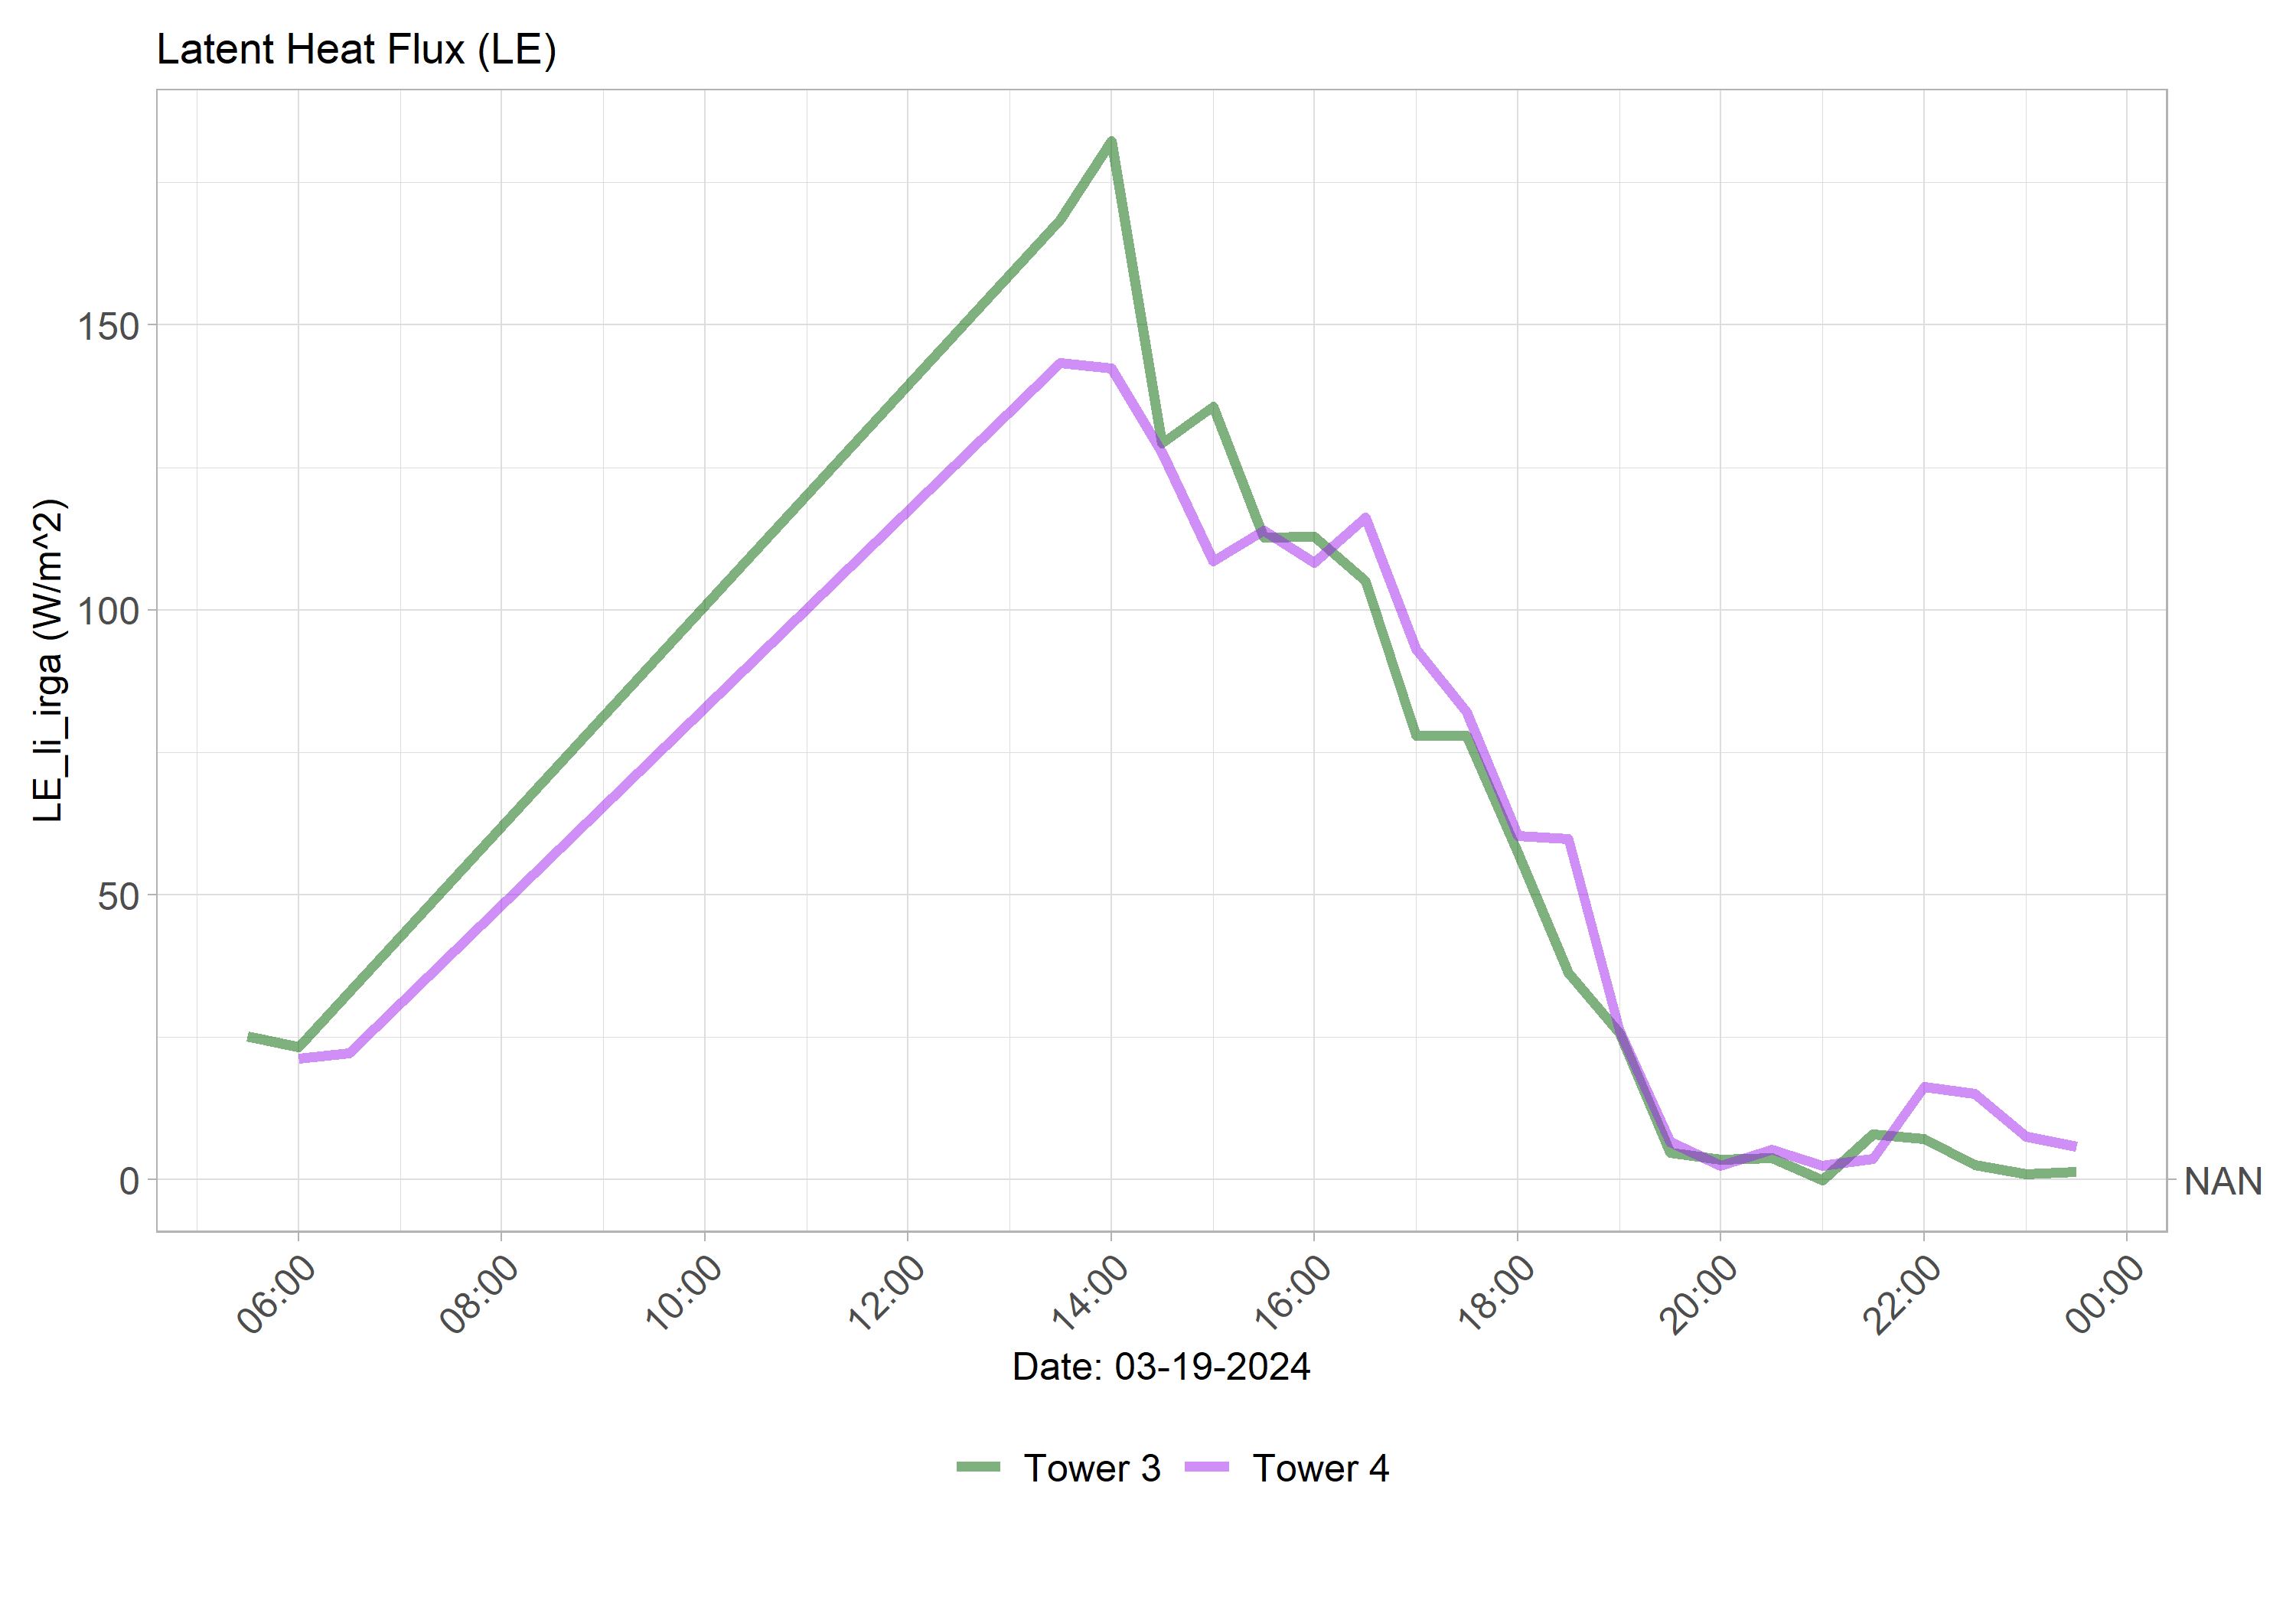 Latent Heat Flux (LE)
LE_li_irga (W/m^2)
150
100
50
0
NAN
06:00
08:00
10:00
12:00
14:00
16:00
18:00
20:00
22:00
00:00
Date: 03-19-2024
Tower 3
Tower 4